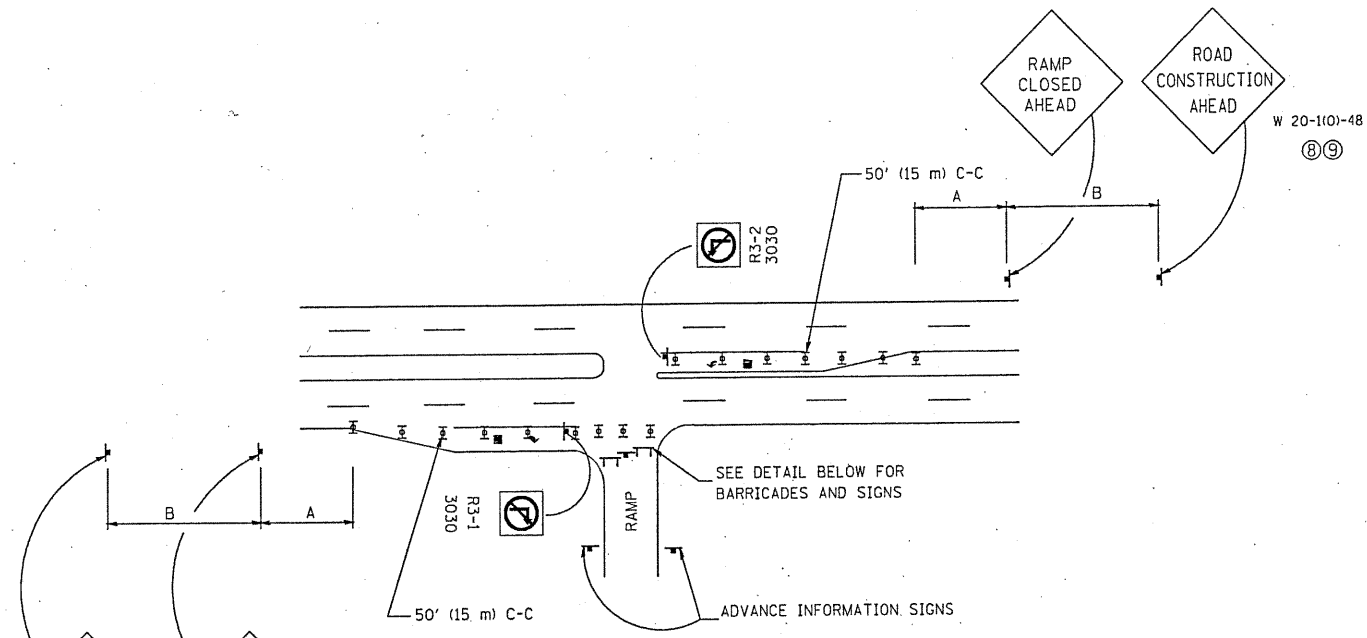 RAMP
CLOSED
AHEAD
ROAD
CONSTRUCTION
AHEAD
W 20-1(O)-48
⑧⑨
50' (15 m) C-C
A
B
R3-2
3030
SEE DETAIL BELOW FOR
BARRICADES AND SIGNS
B
A
R3-1
3030
RAMP
50' (15 m) C-C
ADVANCE INFORMATION SIGNS